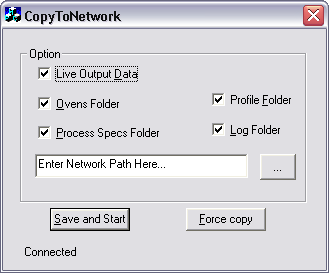 CopyToNetwork
Option
Live Output Data
Ovens Folder
Profile Folder
Process Specs Folder
Log Folder
Enter Network Path Here...
...
Save and Start
Force copy
Connected